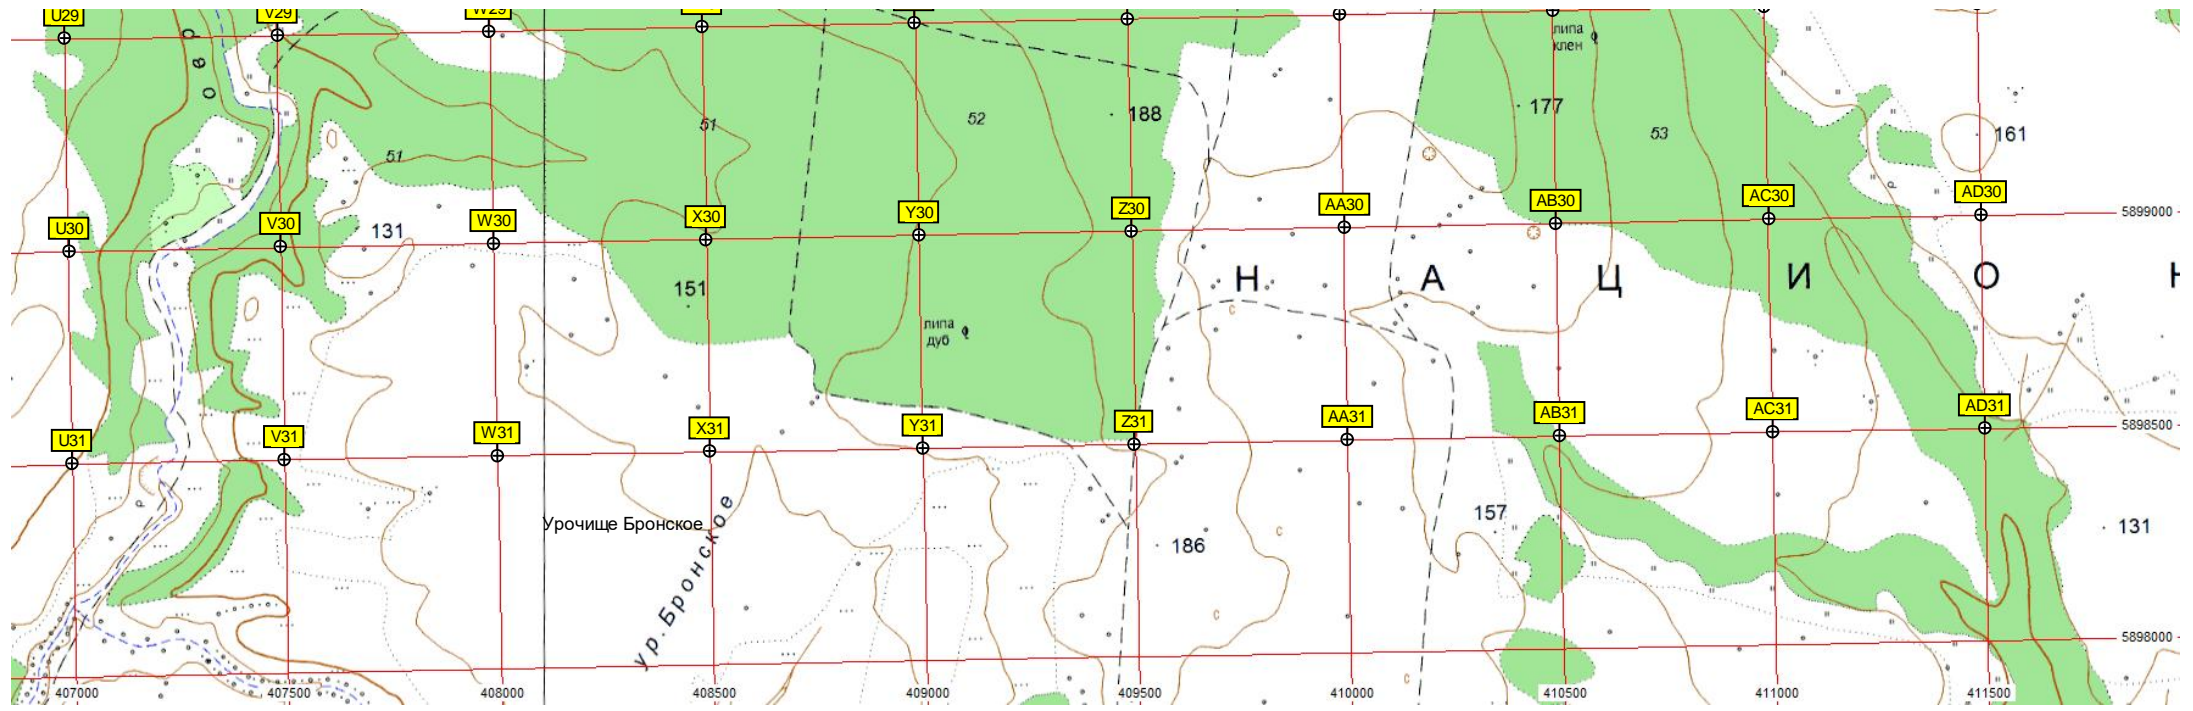 U29
V29
W29
р
о в о
липа
клен
51
51
52
188
177
53
161
U30
V30
W30
X30
Y30
Z30
AA30
AB30
AC30
AD30
5899000
131
р
151
Н А Ц И О Н
липа
дуб
с
U31
V31
W31
X31
Y31
Z31
AA31
AB31
AC31
AD31
5898500
р
Урочище Бронское
ур. Бронское
186
157
131
с
с
с
5898000
407000
407500
408000
408500
409000
409500
410000
410500
411000
411500